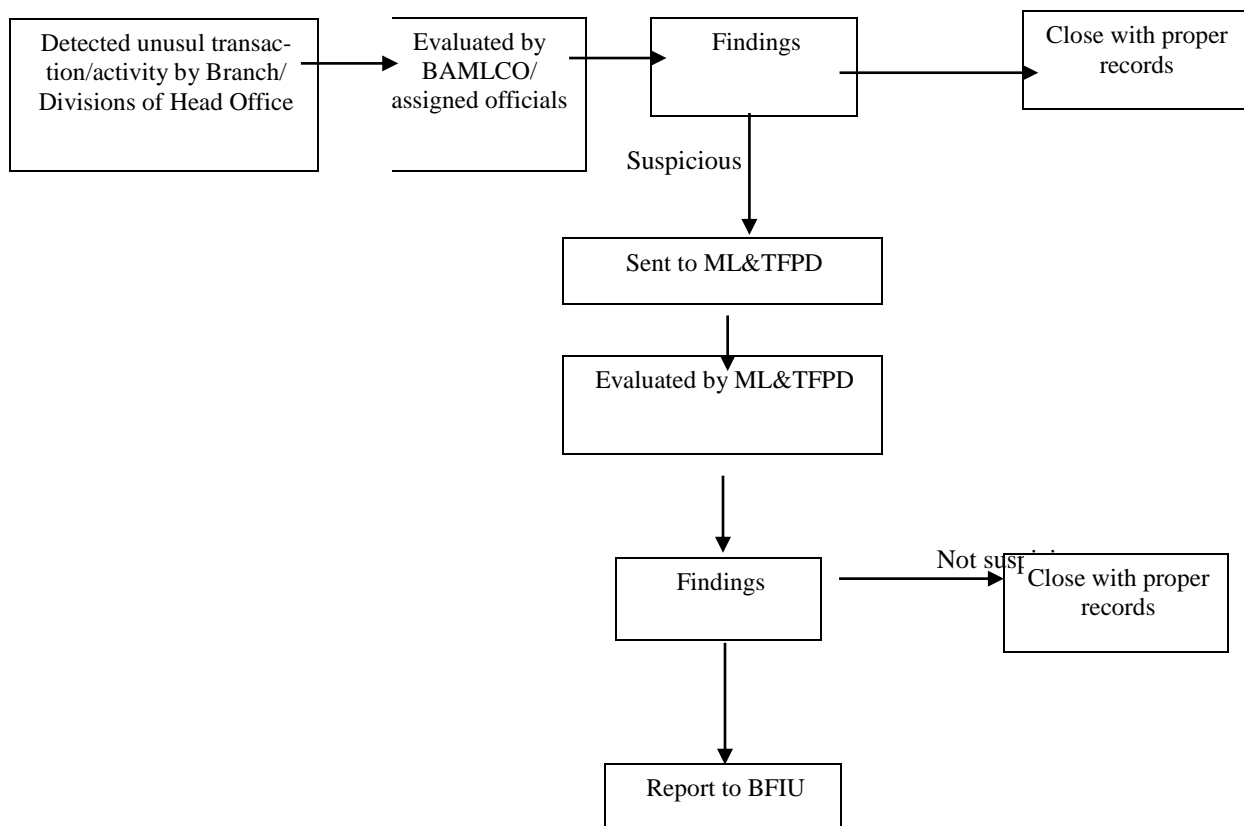 Detected unusul transac-
tion/activity by Branch/
Divisions of Head Office
Evaluated by
BAMLCO/
assigned officials
Findings
Close with proper
records
Suspicious
Sent to ML&TFPD
Evaluated by ML&TFPD
Findings
Not
Close with proper
records
Report to BFIU